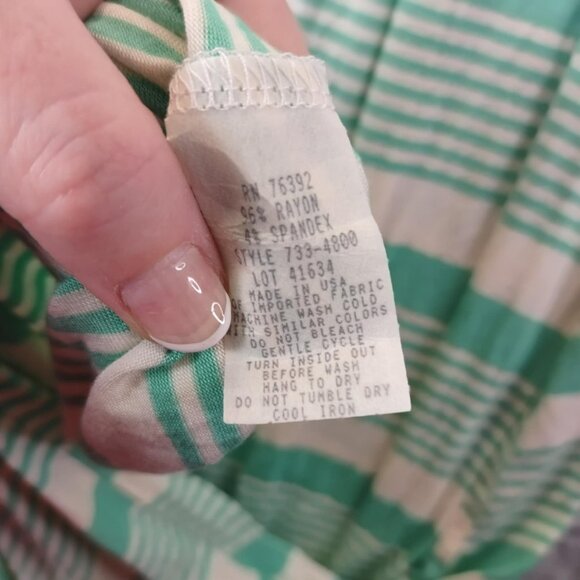 RN 76392
96% RAYON
4% SPANDEX
STYLE 733-4800
LOT 41634
MADE IN USA
IMPORTED FABRIC
MACHINE WASH COLD
WITH SIMILAR COLORS
DO NOT BLEACH
GENTLE CYCLE
TURN INSIDE OUT
BEFORE WASH
HANG TO DRY
DO NOT TUMBLE DRY
COOL IRON